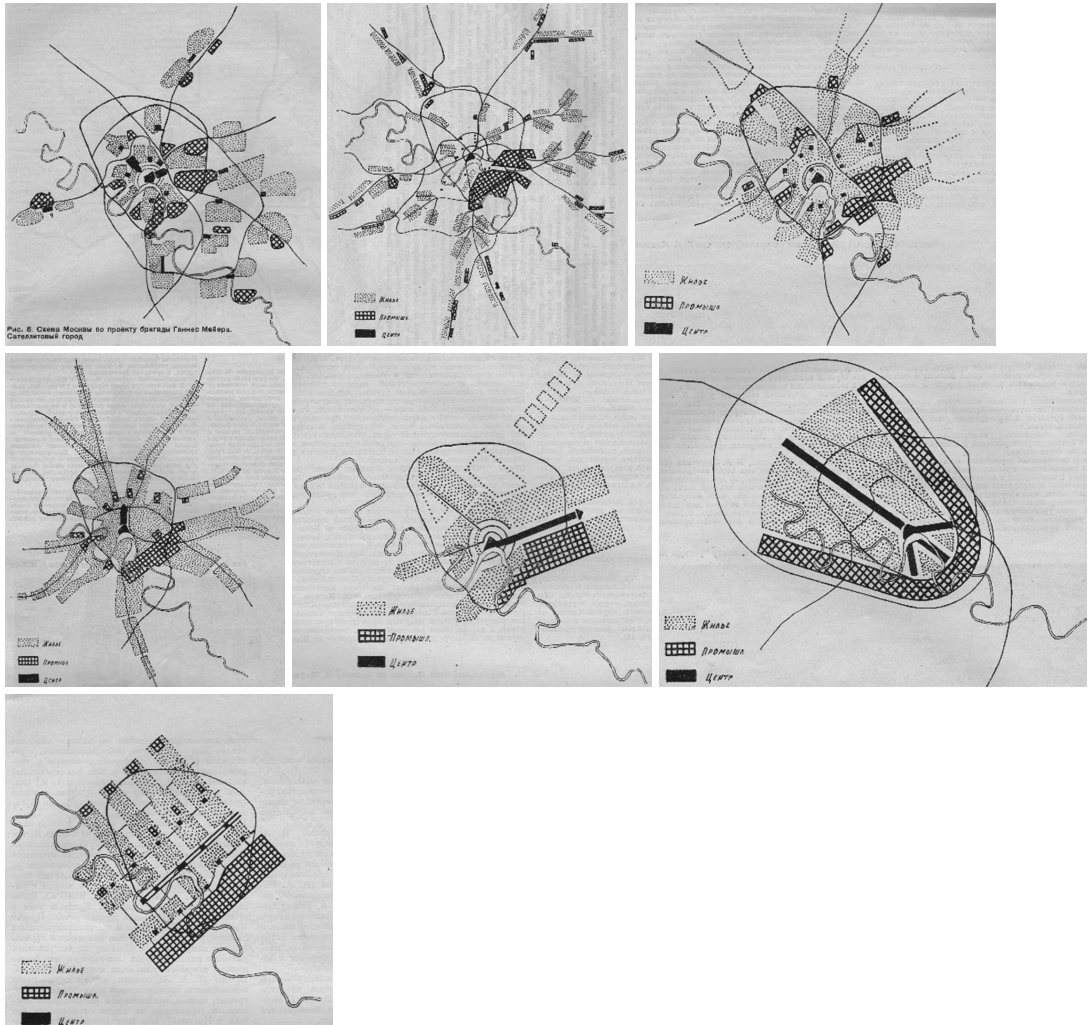 Рис. 8. Схема Москвы по проекту бригады Ганнес Мейера.
Сателлитовый город
Жилье
Промышл.
Центр
Жилье
Промышл.
Центр
Жилье
Промышл
Центр
Жилье
Промышл.
Центр
Жилье
Промышл.
Центр
Жилье
Промышл.
Центр